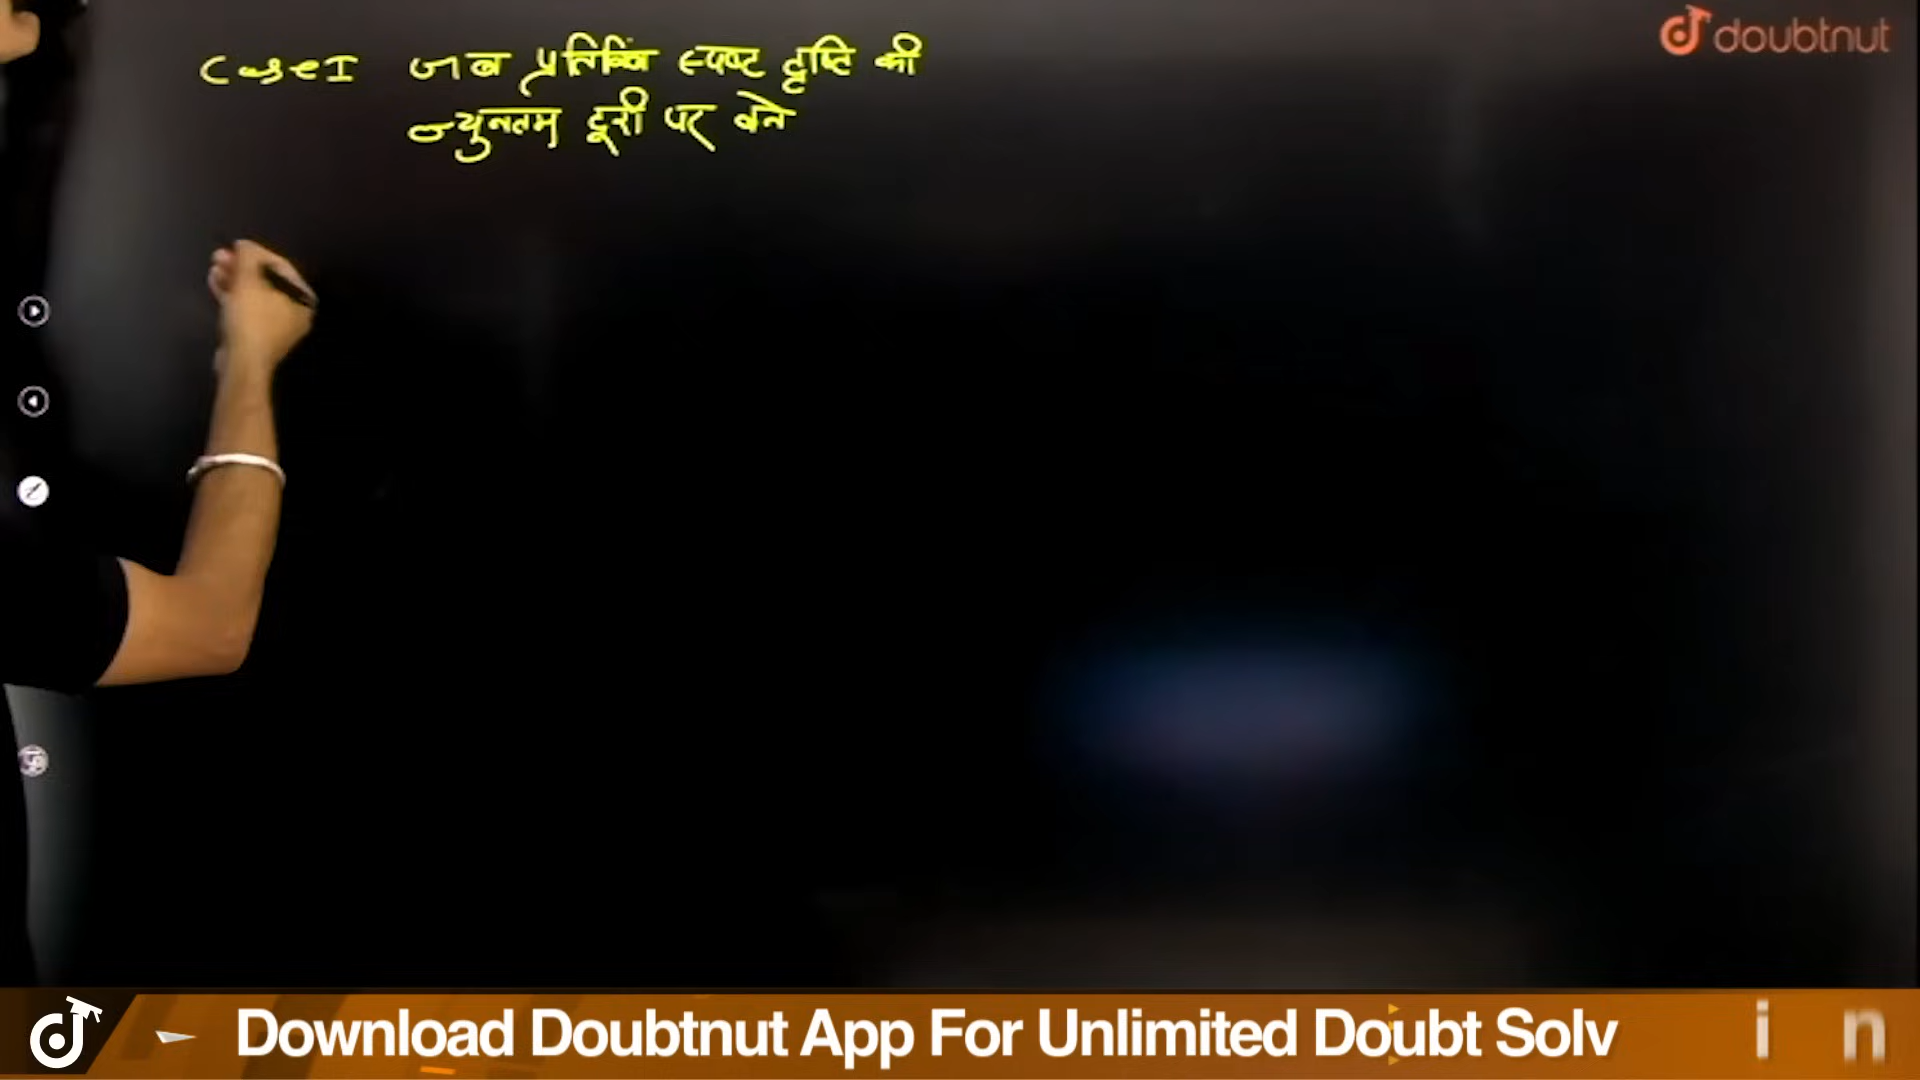 doubtnut
Case I जब प्रतिबिंब स्पष्ट दृष्टि की
न्युनतम दूरी पर बने
Download Doubtnut App For Unlimited Doubt Solv i n